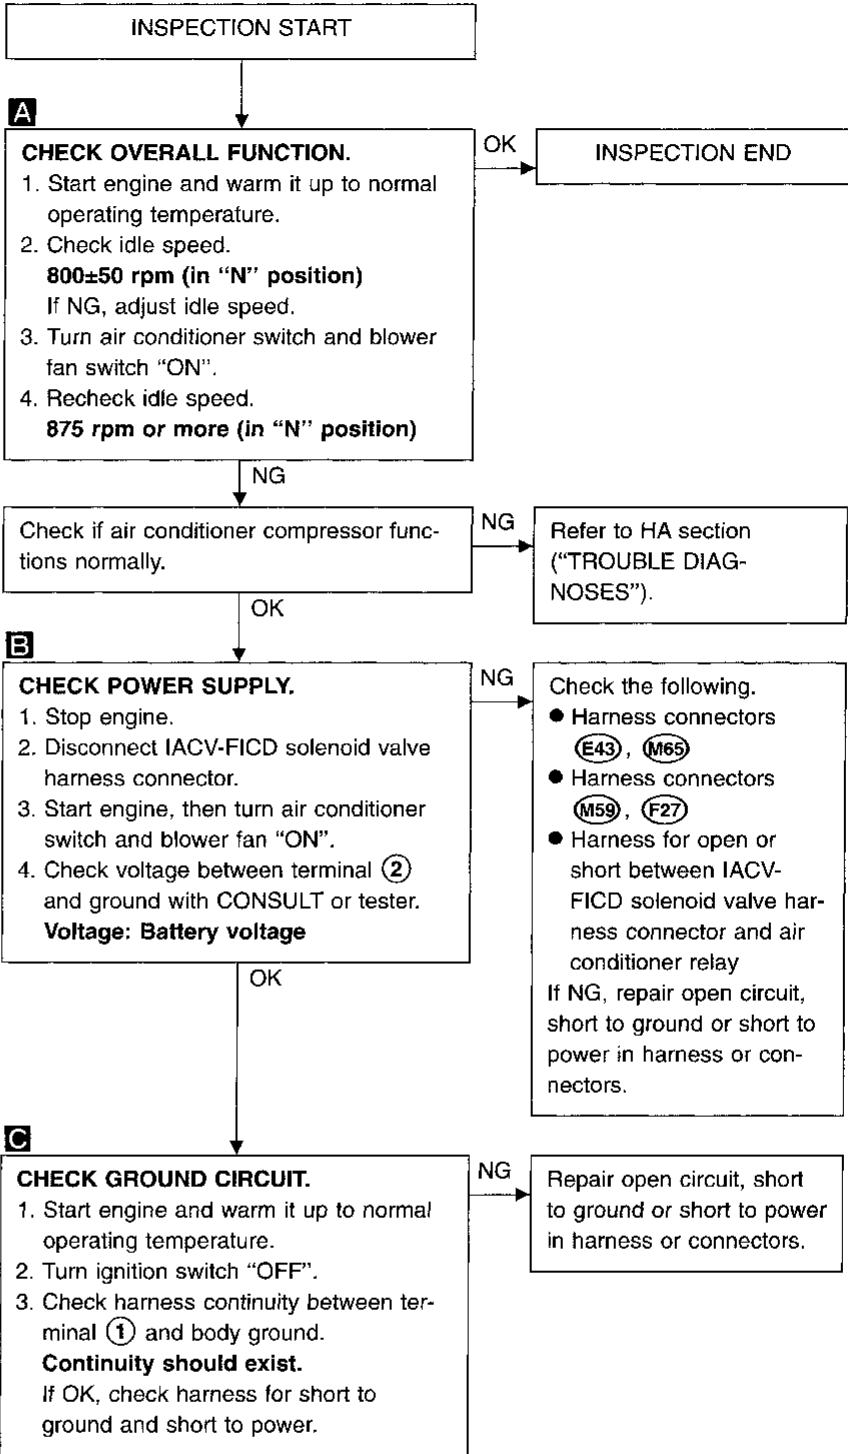 INSPECTION START
A
CHECK OVERALL FUNCTION.
1. Start engine and warm it up to normal
operating temperature.
2. Check idle speed.
800±50 rpm (in “N” position)
If NG, adjust idle speed.
3. Turn air conditioner switch and blower
fan switch “ON”.
4. Recheck idle speed.
875 rpm or more (in “N” position)
OK
INSPECTION END
NG
Check if air conditioner compressor func-
tions normally.
NG
Refer to HA section
(“TROUBLE DIAG-
NOSES”).
OK
B
CHECK POWER SUPPLY.
1. Stop engine.
2. Disconnect IACV-FICD solenoid valve
harness connector.
3. Start engine, then turn air conditioner
switch and blower fan “ON”.
4. Check voltage between terminal ②
and ground with CONSULT or tester.
Voltage: Battery voltage
NG
Check the following.
● Harness connectors
E43, M65
● Harness connectors
M59, F27
● Harness for open or
short between IACV-
FICD solenoid valve har-
ness connector and air
conditioner relay
If NG, repair open circuit,
short to ground or short to
power in harness or con-
nectors.
OK
C
CHECK GROUND CIRCUIT.
1. Start engine and warm it up to normal
operating temperature.
2. Turn ignition switch “OFF”.
3. Check harness continuity between ter-
minal ① and body ground.
Continuity should exist.
If OK, check harness for short to
ground and short to power.
NG
Repair open circuit, short
to ground or short to power
in harness or connectors.